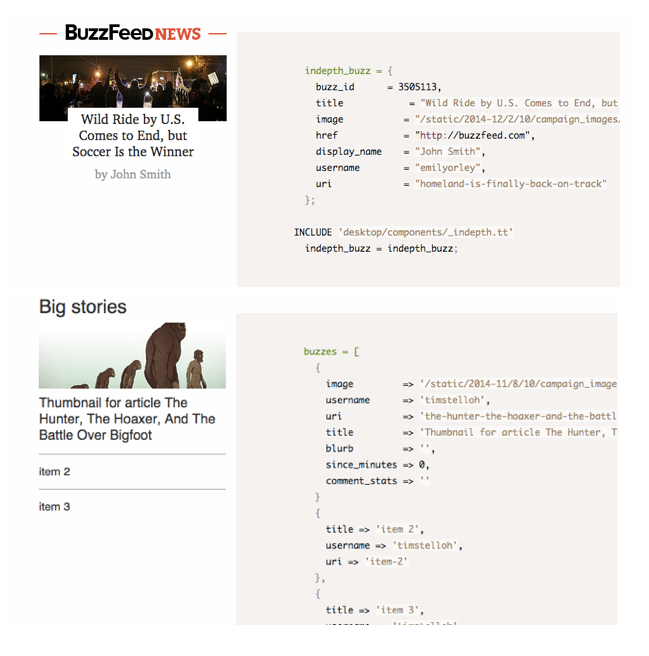 BuzzFeed NEWS
Wild Ride by U.S.
Comes to End, but
Soccer Is the Winner
by John Smith
indepth_buzz = {
buzz_id = 3505113,
title = "Wild Ride by U.S. Comes to End, but
image = "/static/2014-12/2/10/campaign_images
href = "http://buzzfeed.com",
display_name = "John Smith",
username = "emilyorley",
uri = "homeland-is-finally-back-on-track"
};
INCLUDE 'desktop/components/_indepth.tt'
indepth_buzz = indepth_buzz;
Big stories
Thumbnail for article The
Hunter, The Hoaxer, And The
Battle Over Bigfoot
item 2
item 3
buzzes = [
{
image => '/static/2014-11/8/10/campaign_image
username => 'timstelloh',
uri => 'the-hunter-the-hoaxer-and-the-battl
title => 'Thumbnail for article The Hunter, T
blurb => '',
since_minutes => 0,
comment_stats => ''
}
{
title => 'item 2',
username => 'timstelloh',
uri => 'item-2'
},
{
title => 'item 3',